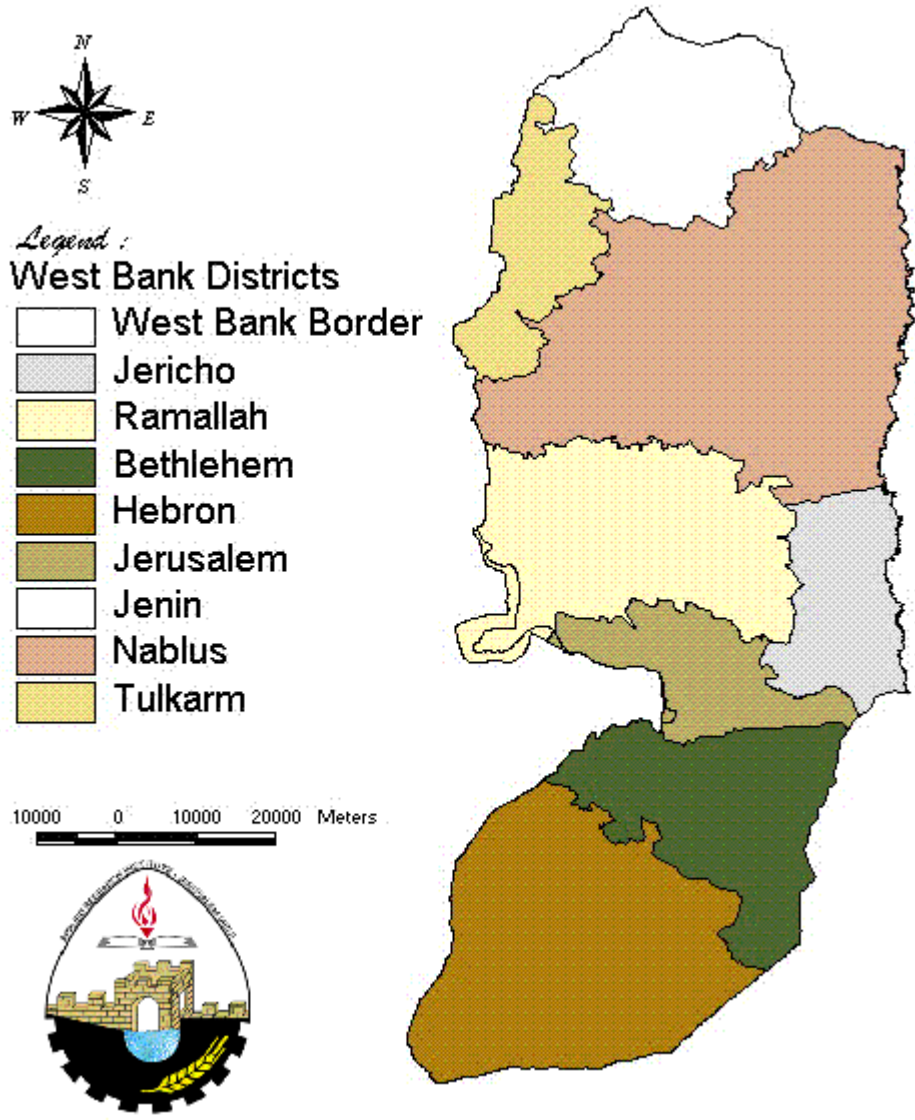 N
W E
S
Legend :
West Bank Districts
West Bank Border
Jericho
Ramallah
Bethlehem
Hebron
Jerusalem
Jenin
Nablus
Tulkarm
10000 0 10000 20000 Meters